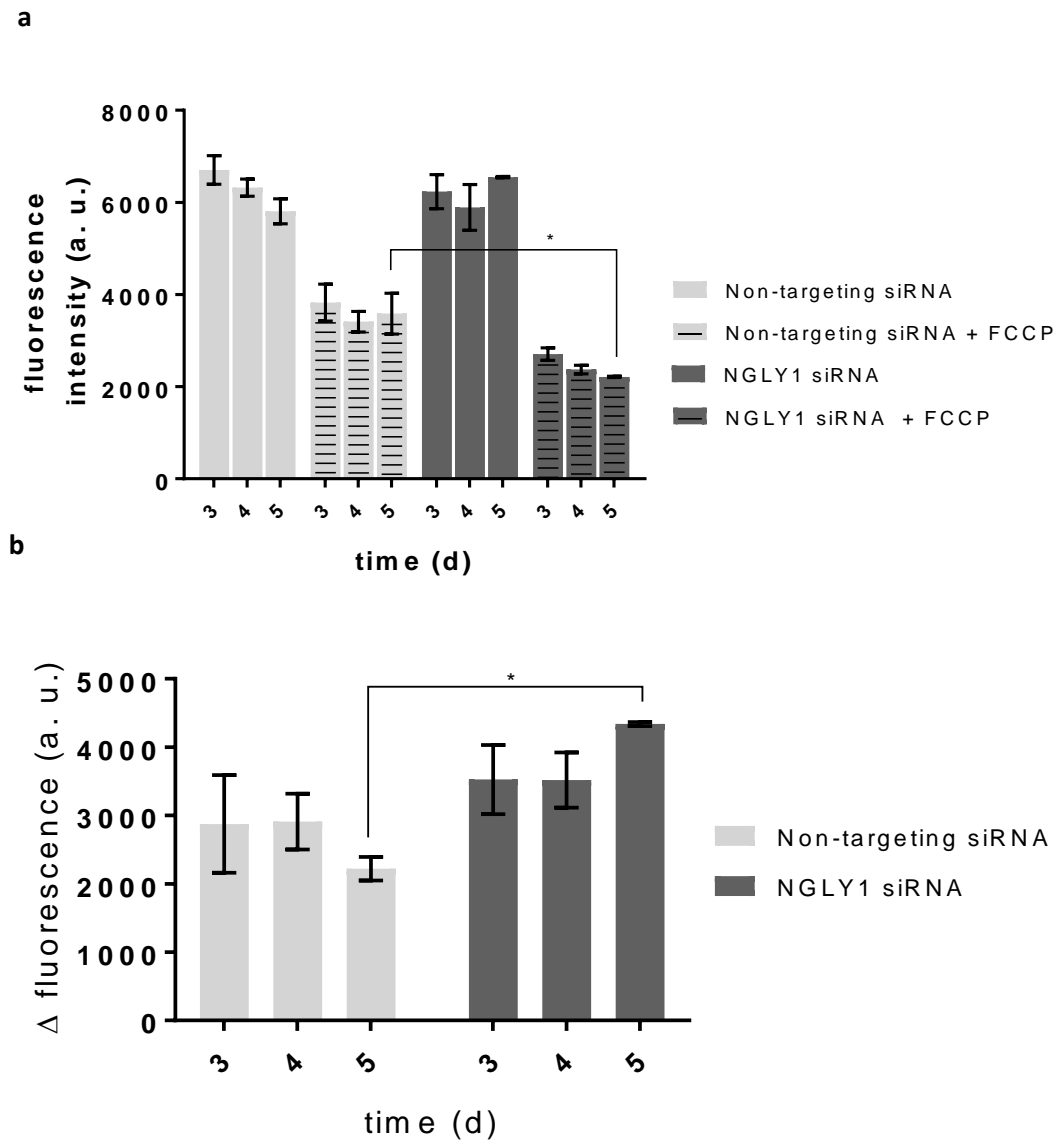 a
8000
6000
4000
2000
0
fluorescence
intensity (a. u.)
*
3 4 5 3 4 5 3 4 5 3 4 5
time (d)
Non-targeting siRNA
Non-targeting siRNA + FCCP
NGLY1 siRNA
NGLY1 siRNA + FCCP
b
5000
4000
3000
2000
1000
0
Δ fluorescence (a. u.)
*
3 4 5 3 4 5
time (d)
Non-targeting siRNA
NGLY1 siRNA